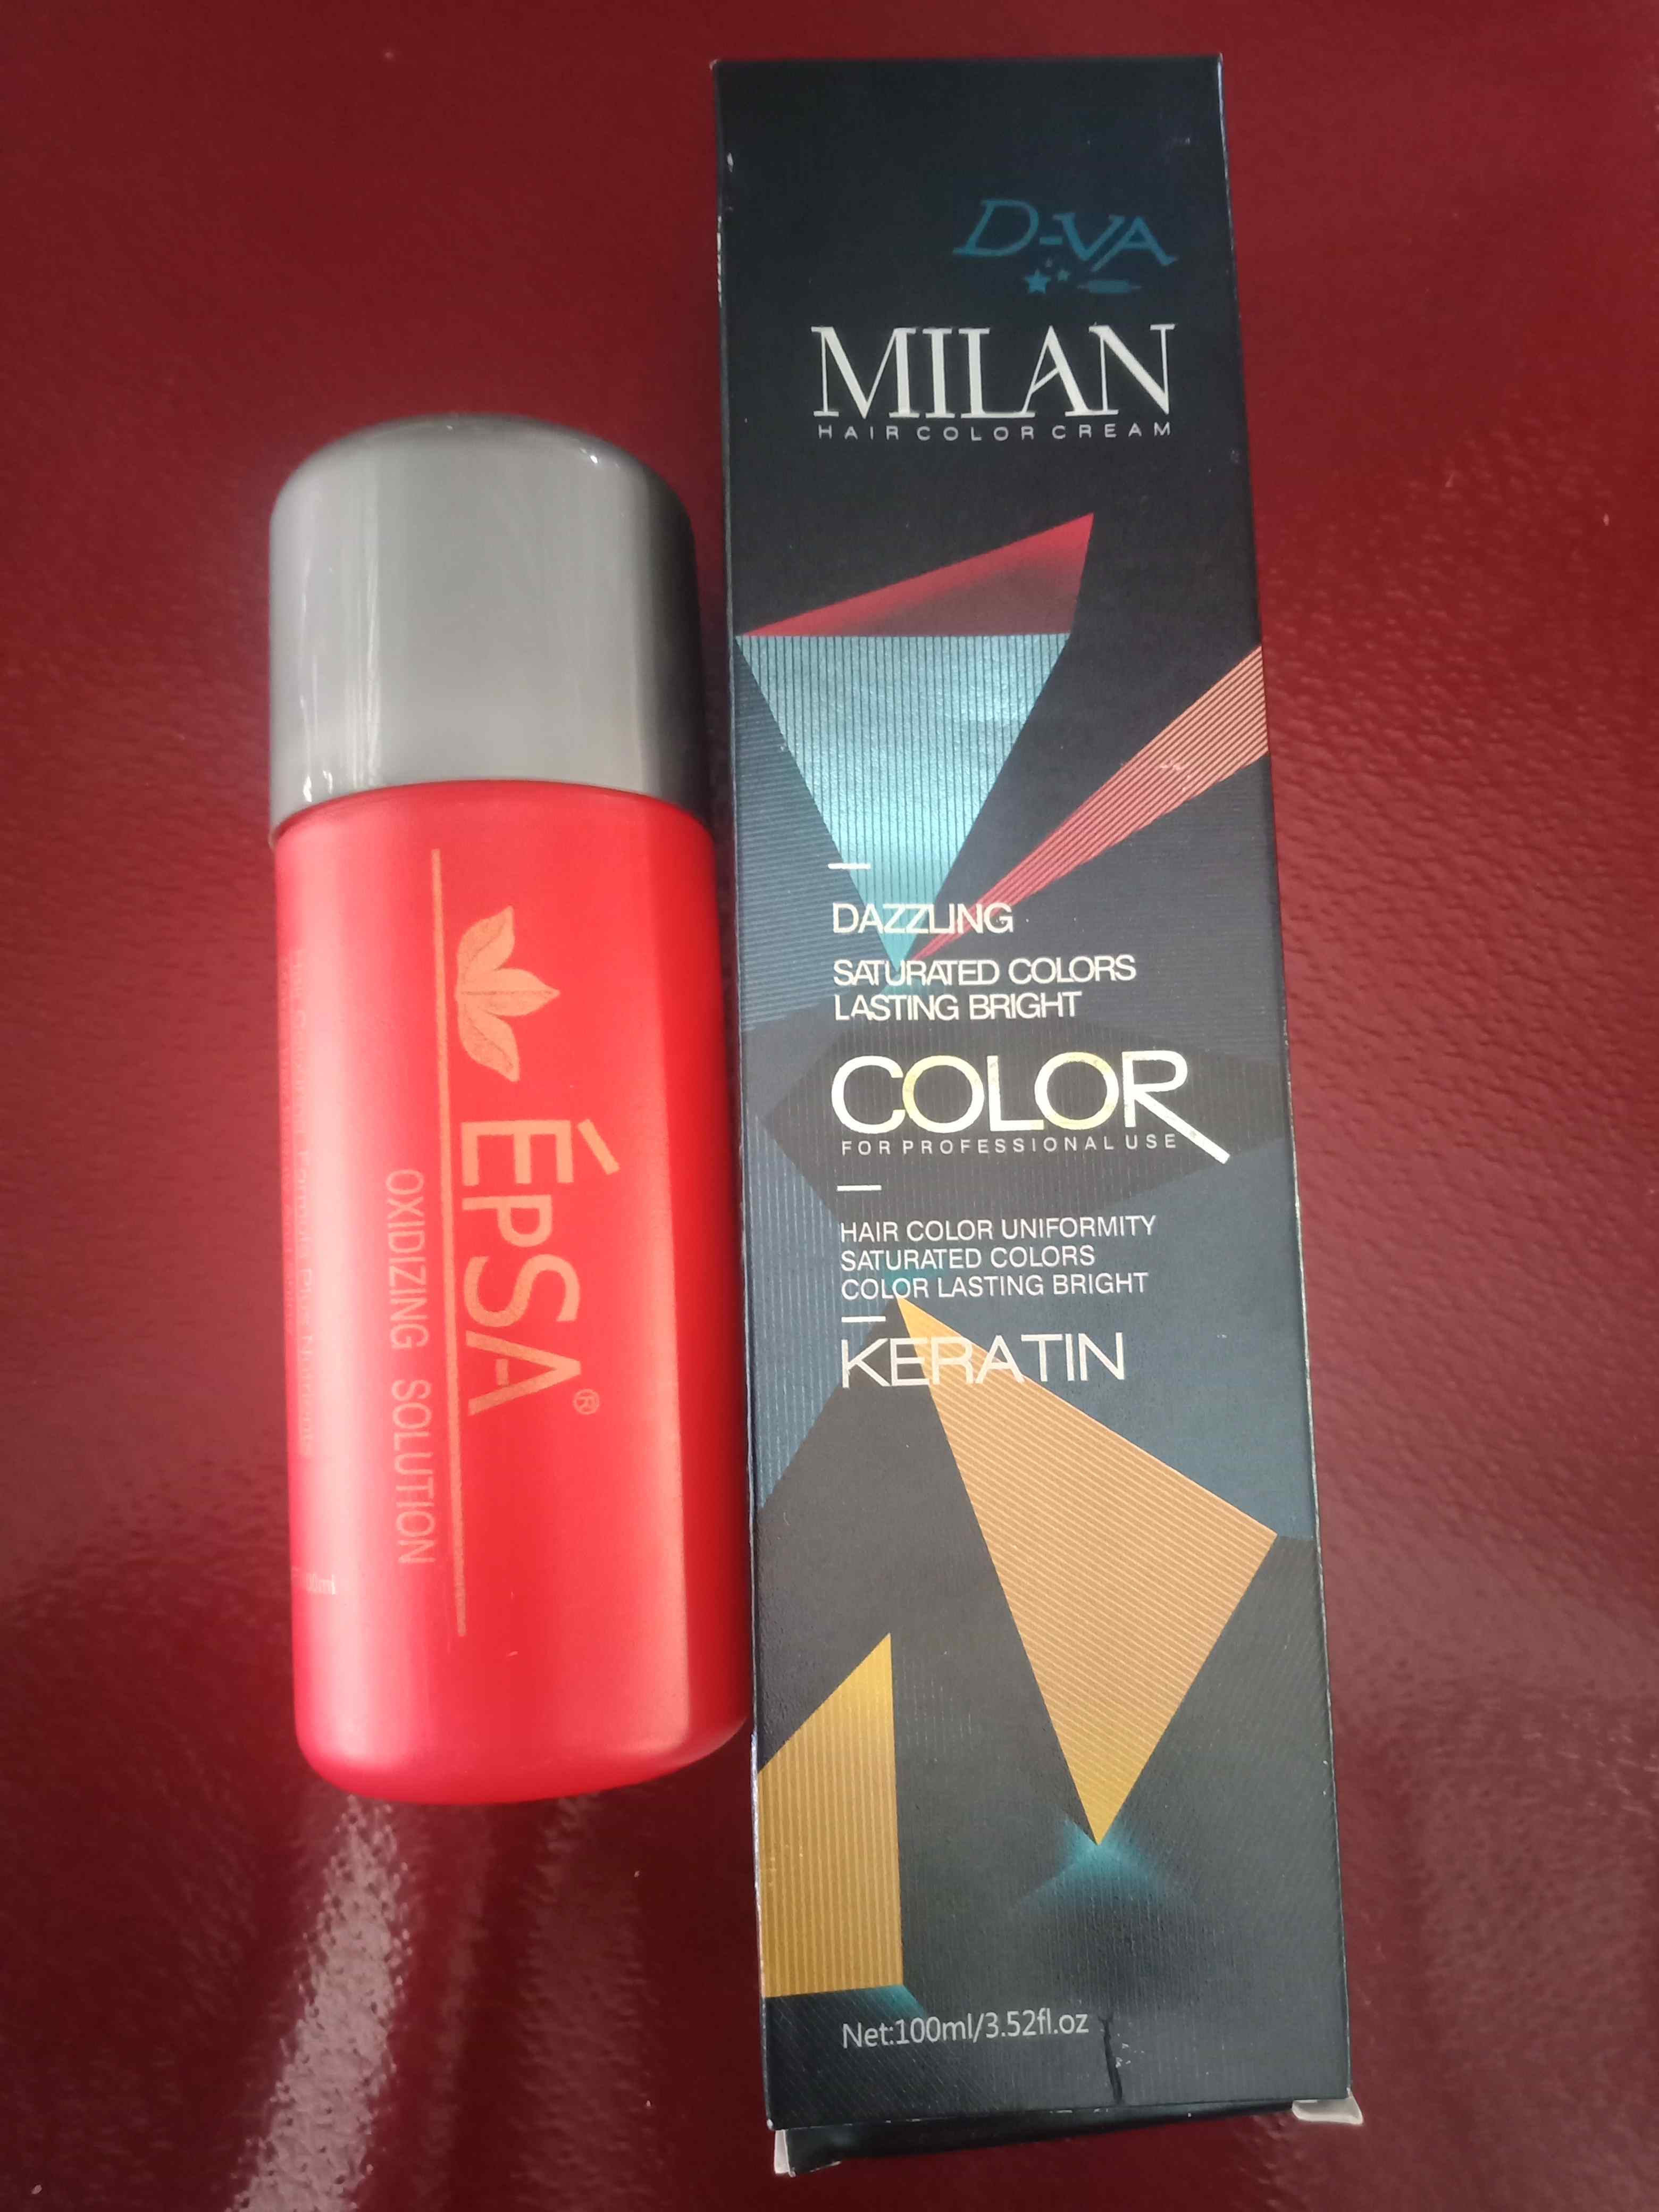 ÉPSA®
OXIDIZING SOLUTION
D-VA
MILAN
HAIR COLOR CREAM
DAZZLING
SATURATED COLORS
LASTING BRIGHT
COLOR
FOR PROFESSIONAL USE
HAIR COLOR UNIFORMITY
SATURATED COLORS
COLOR LASTING BRIGHT
KERATIN
Net:100ml/3.52fl.oz